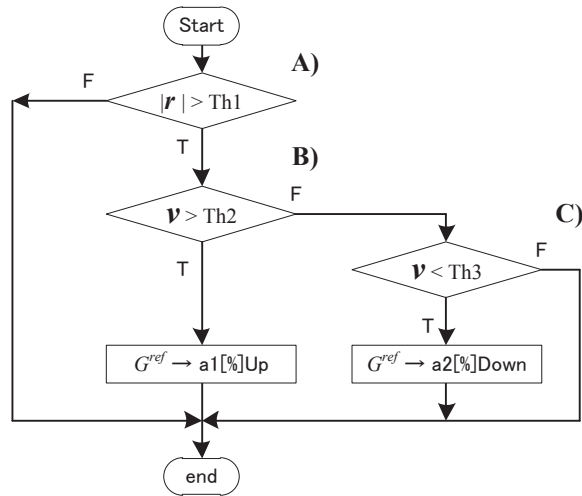 Start
A)
F
|r| > Th1
T
B)
F
v > Th2
C)
F
T
v < Th3
T
G^ref → a1[%]Up
G^ref → a2[%]Down
end